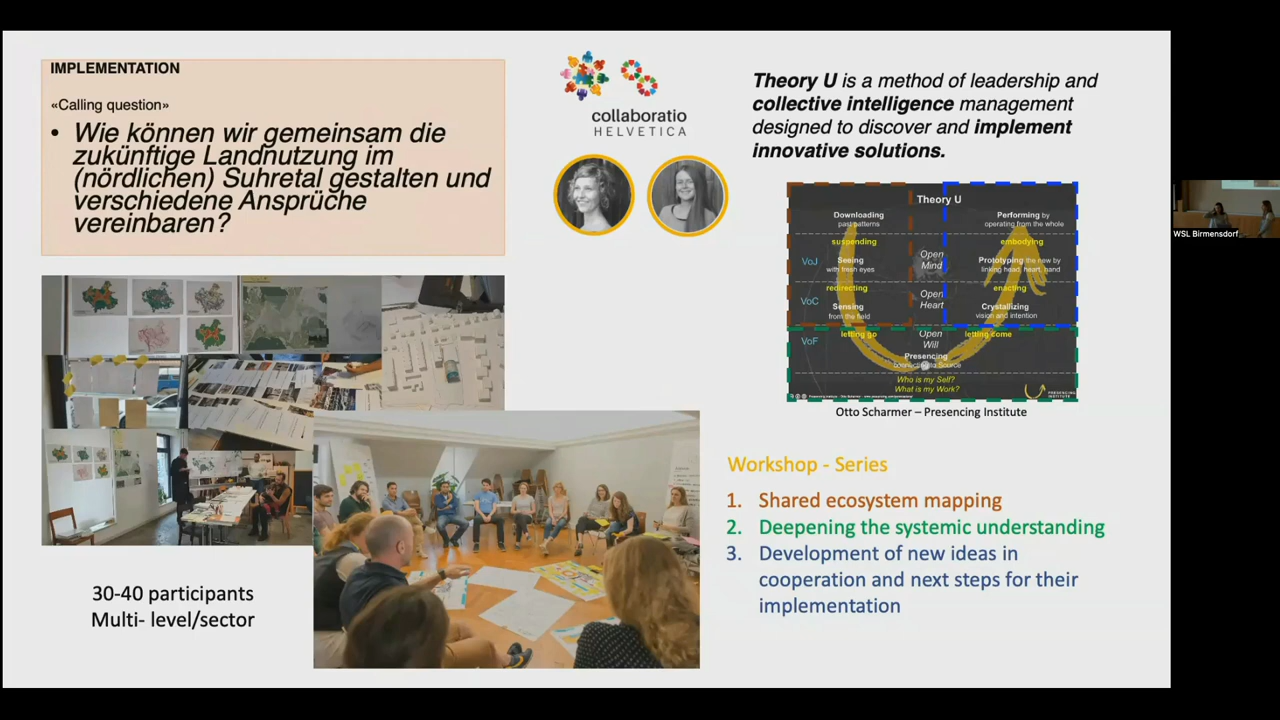 IMPLEMENTATION
«Calling question»
• Wie können wir gemeinsam die
zukünftige Landnutzung im
(nördlichen) Suhretal gestalten und
verschiedene Ansprüche
vereinbaren?
collaboratio
HELVETICA
Theory U is a method of leadership and
collective intelligence management
designed to discover and implement
innovative solutions.
Theory U
Downloading
past patterns
Performing by
operating from the whole
suspending
embodying
VoJ
Seeing
with fresh eyes
Open
Mind
Prototyping the new by
linking head, heart, hand
redirecting
enacting
VoC
Sensing
from the field
Open
Heart
Crystallizing
vision and intention
letting go
Open
Will
letting come
VoF
Presencing
Who is my Self?
What is my Work?
PRESENCING
INSTITUTE
Otto Scharmer – Presencing Institute
Workshop - Series
1. Shared ecosystem mapping
2. Deepening the systemic understanding
3. Development of new ideas in
cooperation and next steps for their
implementation
30-40 participants
Multi- level/sector
WSL Birmensdorf